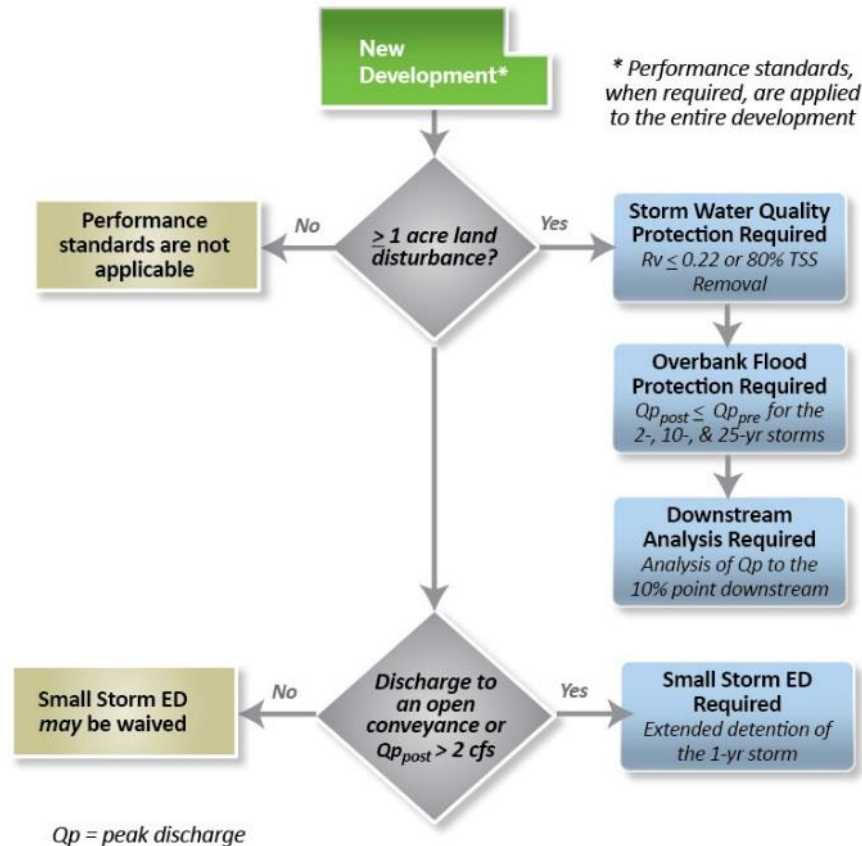 New
Development*
* Performance standards,
when required, are applied
to the entire development
Performance
standards are not
applicable
No
≥ 1 acre land
disturbance?
Yes
Storm Water Quality
Protection Required
Rv ≤ 0.22 or 80% TSS
Removal
Overbank Flood
Protection Required
Qppost ≤ Qppre for the
2-, 10-, & 25-yr storms
Downstream
Analysis Required
Analysis of Qp to the
10% point downstream
Small Storm ED
may be waived
No
Discharge to
an open
conveyance or
Qppost > 2 cfs
Yes
Small Storm ED
Required
Extended detention of
the 1-yr storm
Qp = peak discharge